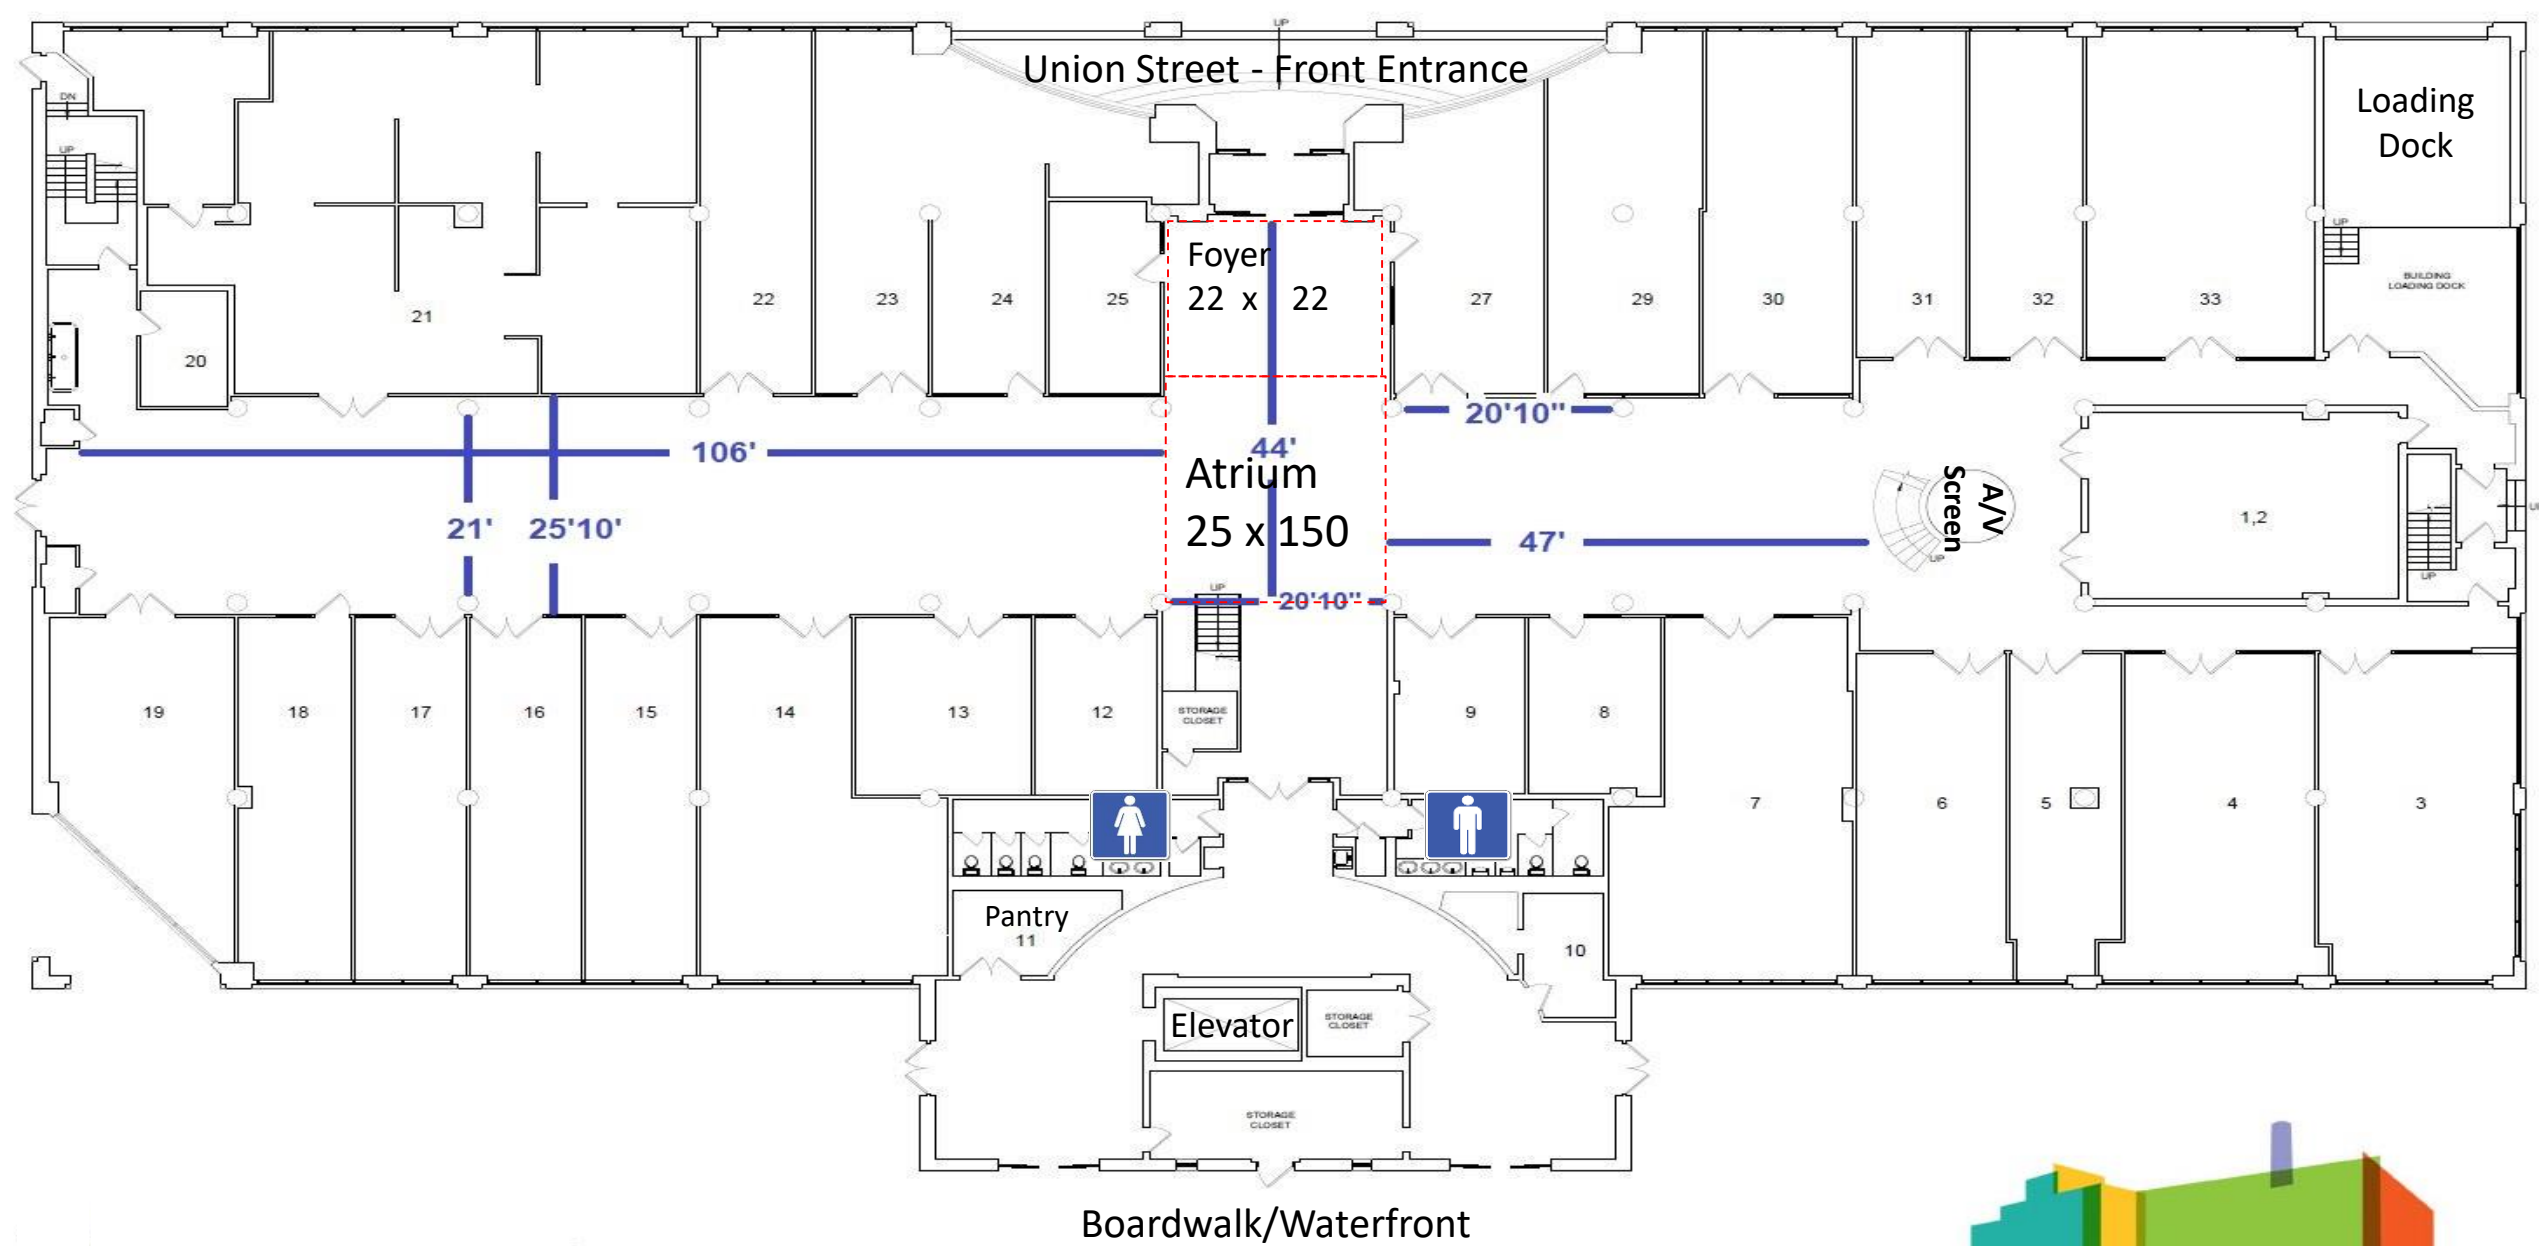 UP
Union Street - Front Entrance
DN
UP
Loading
Dock
UP
BUILDING
LOADING DOCK
Foyer
22 x 22
21
22
23
24
25
27
29
30
31
32
33
20
20'10"
106'
44'
Atrium
25 x 150
A/V
Screen
UP
21'
25'10'
47'
1,2
UP
UP
UP
20'10"
19
18
17
16
15
14
13
12
STORAGE
CLOSET
9
8
7
6
5
4
3
Pantry
11
10
Elevator
STORAGE
CLOSET
STORAGE
CLOSET
Boardwalk/Waterfront